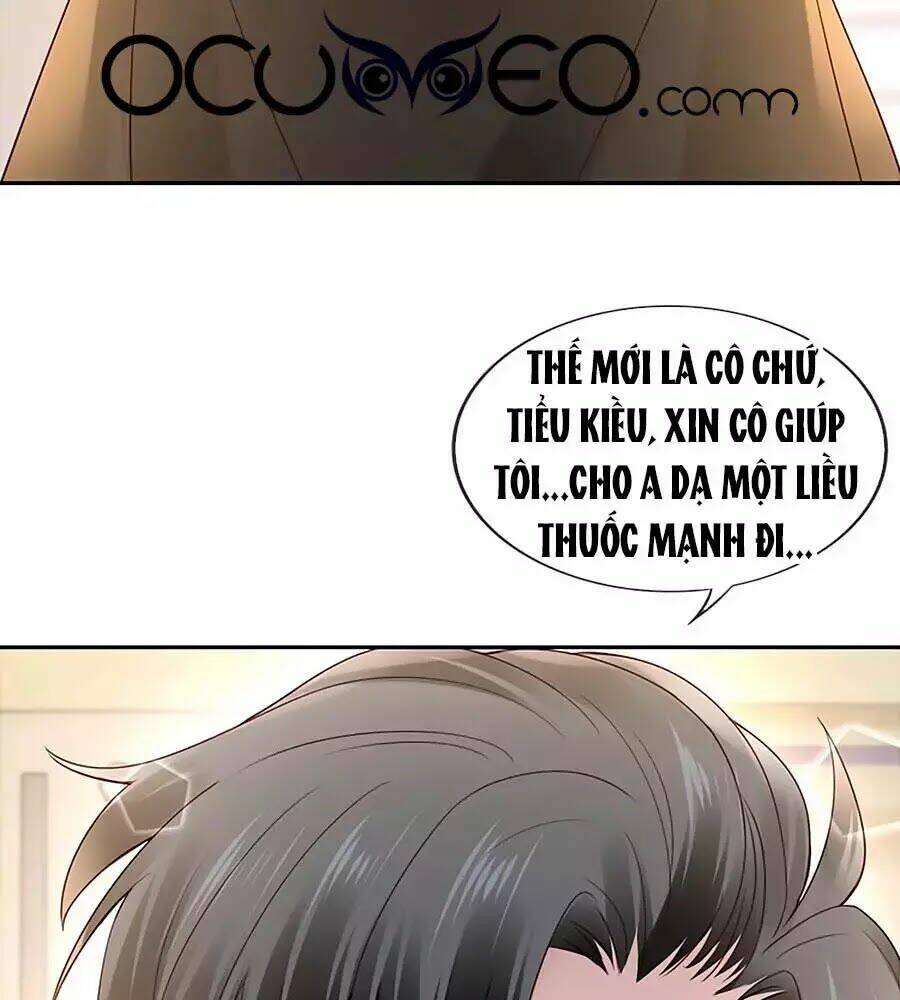 OCUMEO.com
THẾ MỚI LÀ CÔ CHỨ,
TIỂU KIỀU, XIN CÔ GIÚP
TÔI...CHO A DẠ MỘT LIỀU
THUỐC MẠNH ĐI...